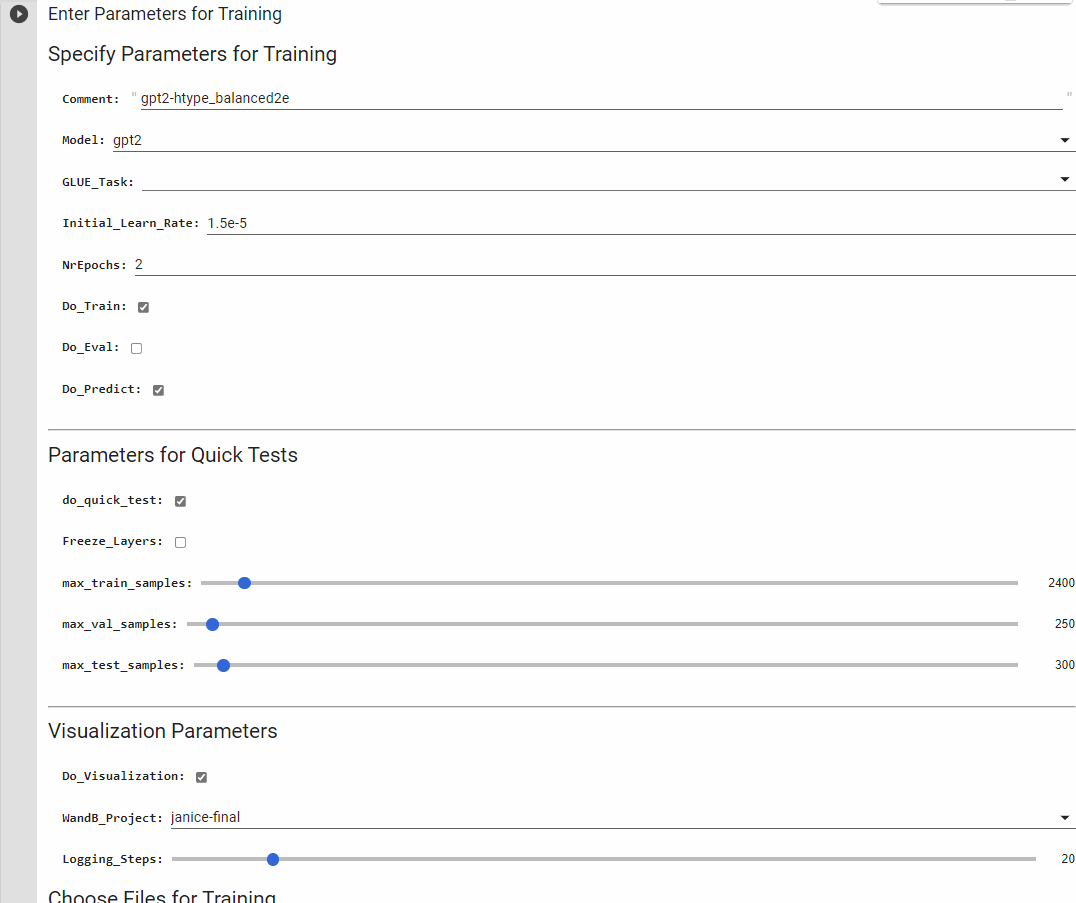 Enter Parameters for Training
Specify Parameters for Training
Comment: " gpt2-htype_balanced2e "
Model: gpt2
GLUE_Task:
Initial_Learn_Rate: 1.5e-5
NrEpochs: 2
Do_Train:
Do_Eval:
Do_Predict:
Parameters for Quick Tests
do_quick_test:
Freeze_Layers:
max_train_samples: 2400
max_val_samples: 250
max_test_samples: 300
Visualization Parameters
Do_Visualization:
WandB_Project: janice-final
Logging_Steps: 20
Choose Files for Training